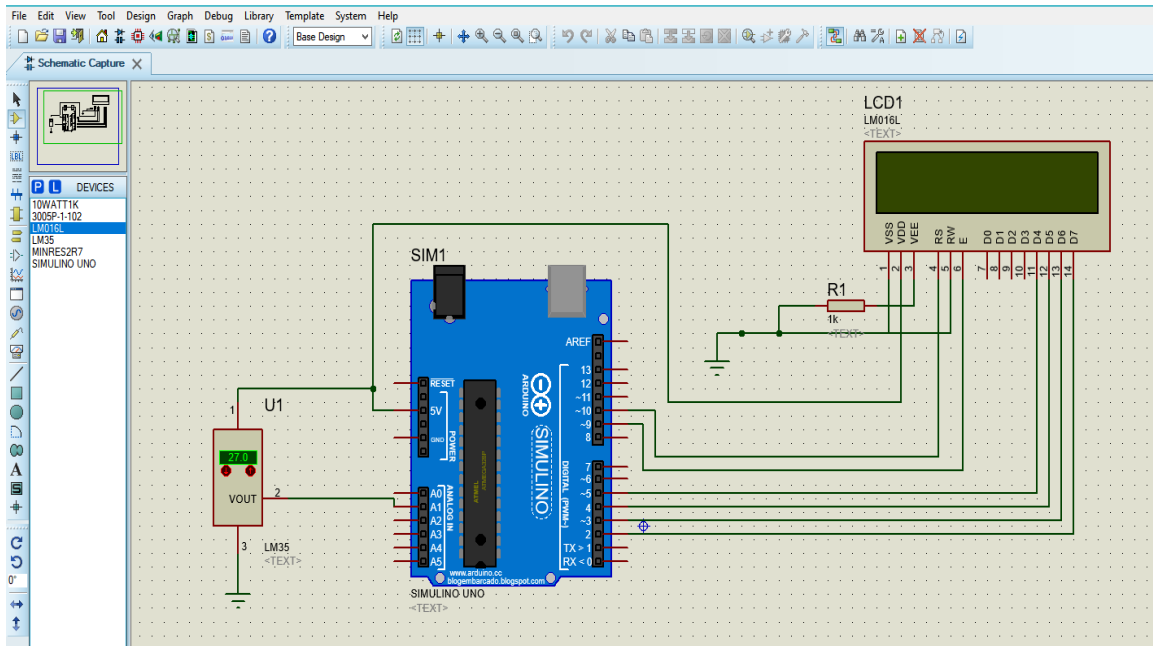 File Edit View Tool Design Graph Debug Library Template System Help
Base Design
Schematic Capture
P L DEVICES
10WATT1K
3005P-1-102
LM016L
LM35
MINRES2R7
SIMULINO UNO
LBL
A
S
0°
LCD1
LM016L
<TEXT>
VSS VDD VEE RS RW E D0 D1 D2 D3 D4 D5 D6 D7
1 2 3 4 5 6 7 8 9 10 11 12 13 14
R1
1k
<TEXT>
SIM1
AREF
13
12
~11
~10
~9
8
7
~6
~5
4
~3
2
TX > 1
RX < 0
RESET
5V
GND
POWER
A0
A1
A2
A3
A4
A5
ANALOG IN
ATMEL
ARDUINO
SIMULINO
DIGITAL (PWM~)
www.arduino.cc
blogembarcado.blogspot.com
SIMULINO UNO
<TEXT>
U1
1
27.0
VOUT
2
3
LM35
<TEXT>